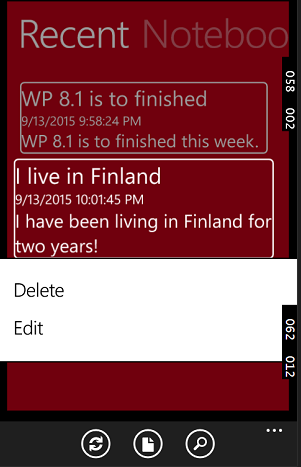 Recent Noteboo
WP 8.1 is to finished
9/13/2015 9:58:24 PM
WP 8.1 is to finished this week.
I live in Finland
9/13/2015 10:01:45 PM
I have been living in Finland for
two years!
Delete
Edit
058
002
062
012